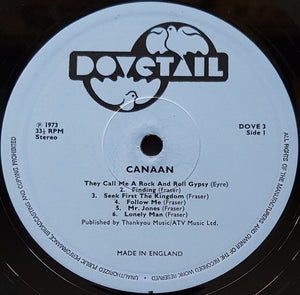 DOVETAIL
℗ 1973
33⅓ RPM
Stereo
DOVE 3
Side 1
CANAAN
They Call Me A Rock And Roll Gypsy (Eyre)
2. Finding (Fraser)
3. Seek First The Kingdom (Fraser)
4. Follow Me (Fraser)
5. Mr. Jones (Fraser)
6. Lonely Man (Fraser)
Published by Thankyou Music/ATV Music Ltd.
MADE IN ENGLAND
ALL RIGHTS OF THE MANUFACTURERS AND OWNER OF THE RECORDED WORK RESERVED. UNAUTHORIZED PUBLIC PERFORMANCE BROADCASTING AND COPYING PROHIBITED